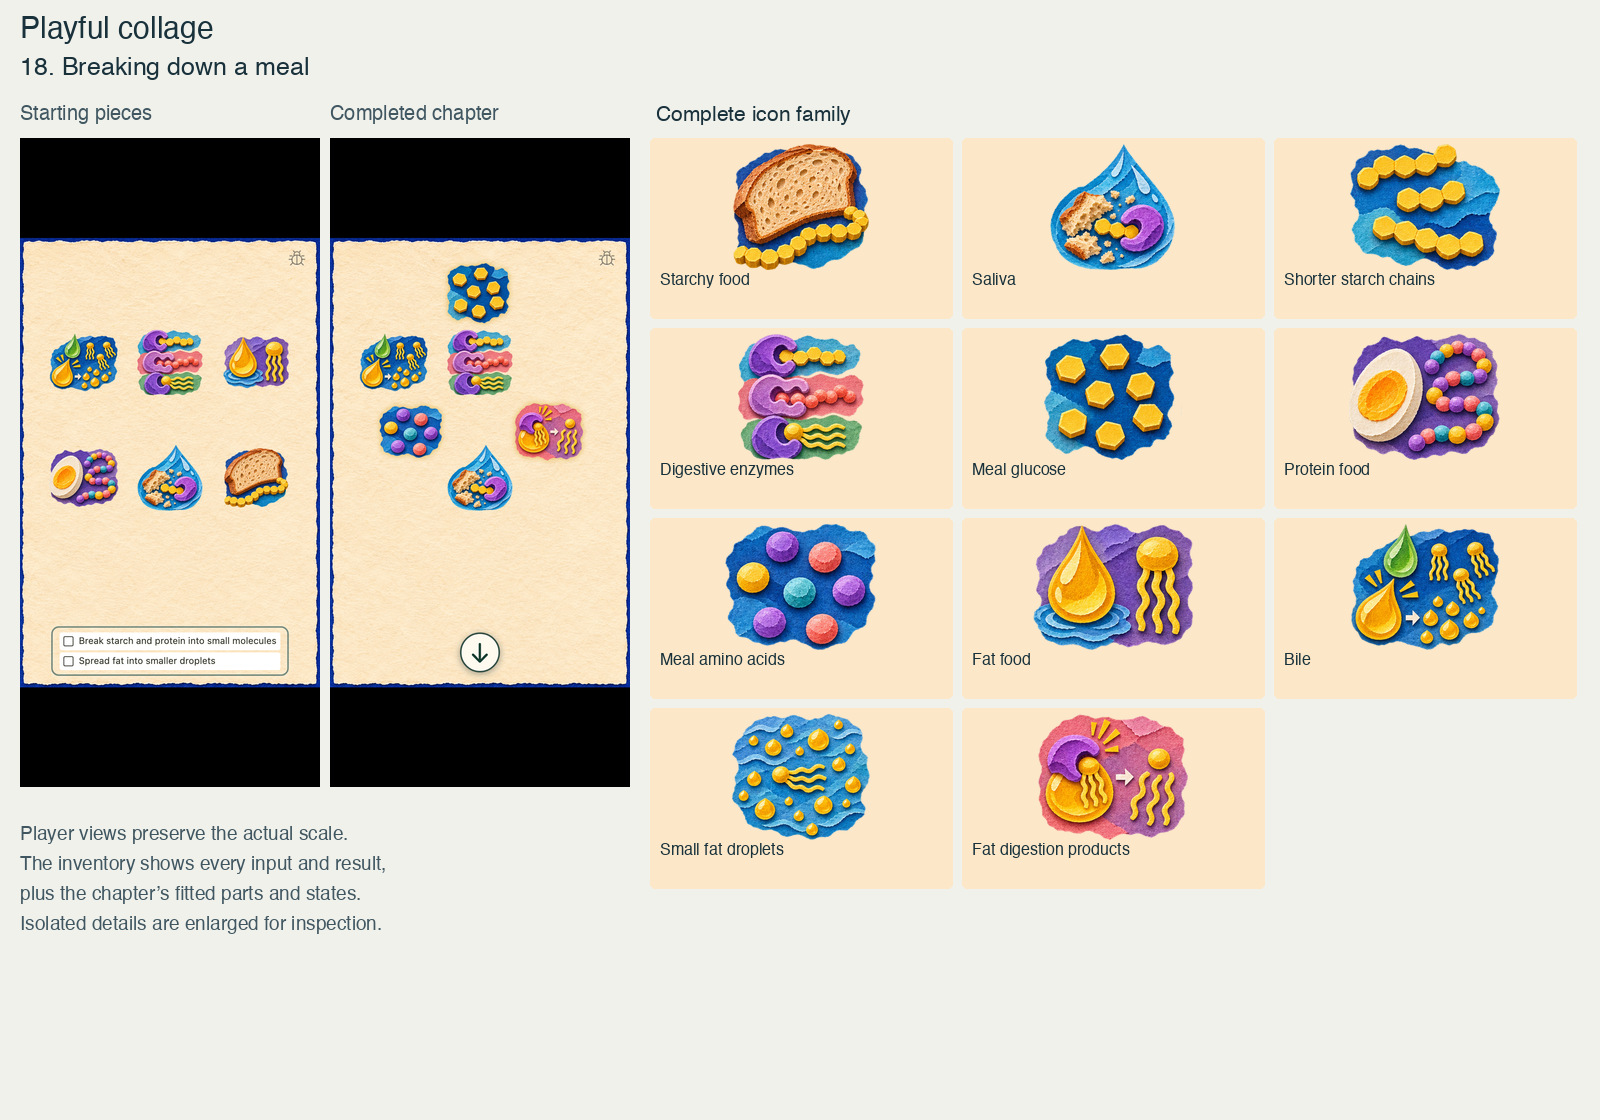 Playful collage
18. Breaking down a meal
Starting pieces
Completed chapter
Complete icon family
Starchy food
Saliva
Shorter starch chains
Digestive enzymes
Meal glucose
Protein food
Meal amino acids
Fat food
Bile
Small fat droplets
Fat digestion products
Break starch and protein into small molecules
Spread fat into smaller droplets
Player views preserve the actual scale.
The inventory shows every input and result,
plus the chapter’s fitted parts and states.
Isolated details are enlarged for inspection.